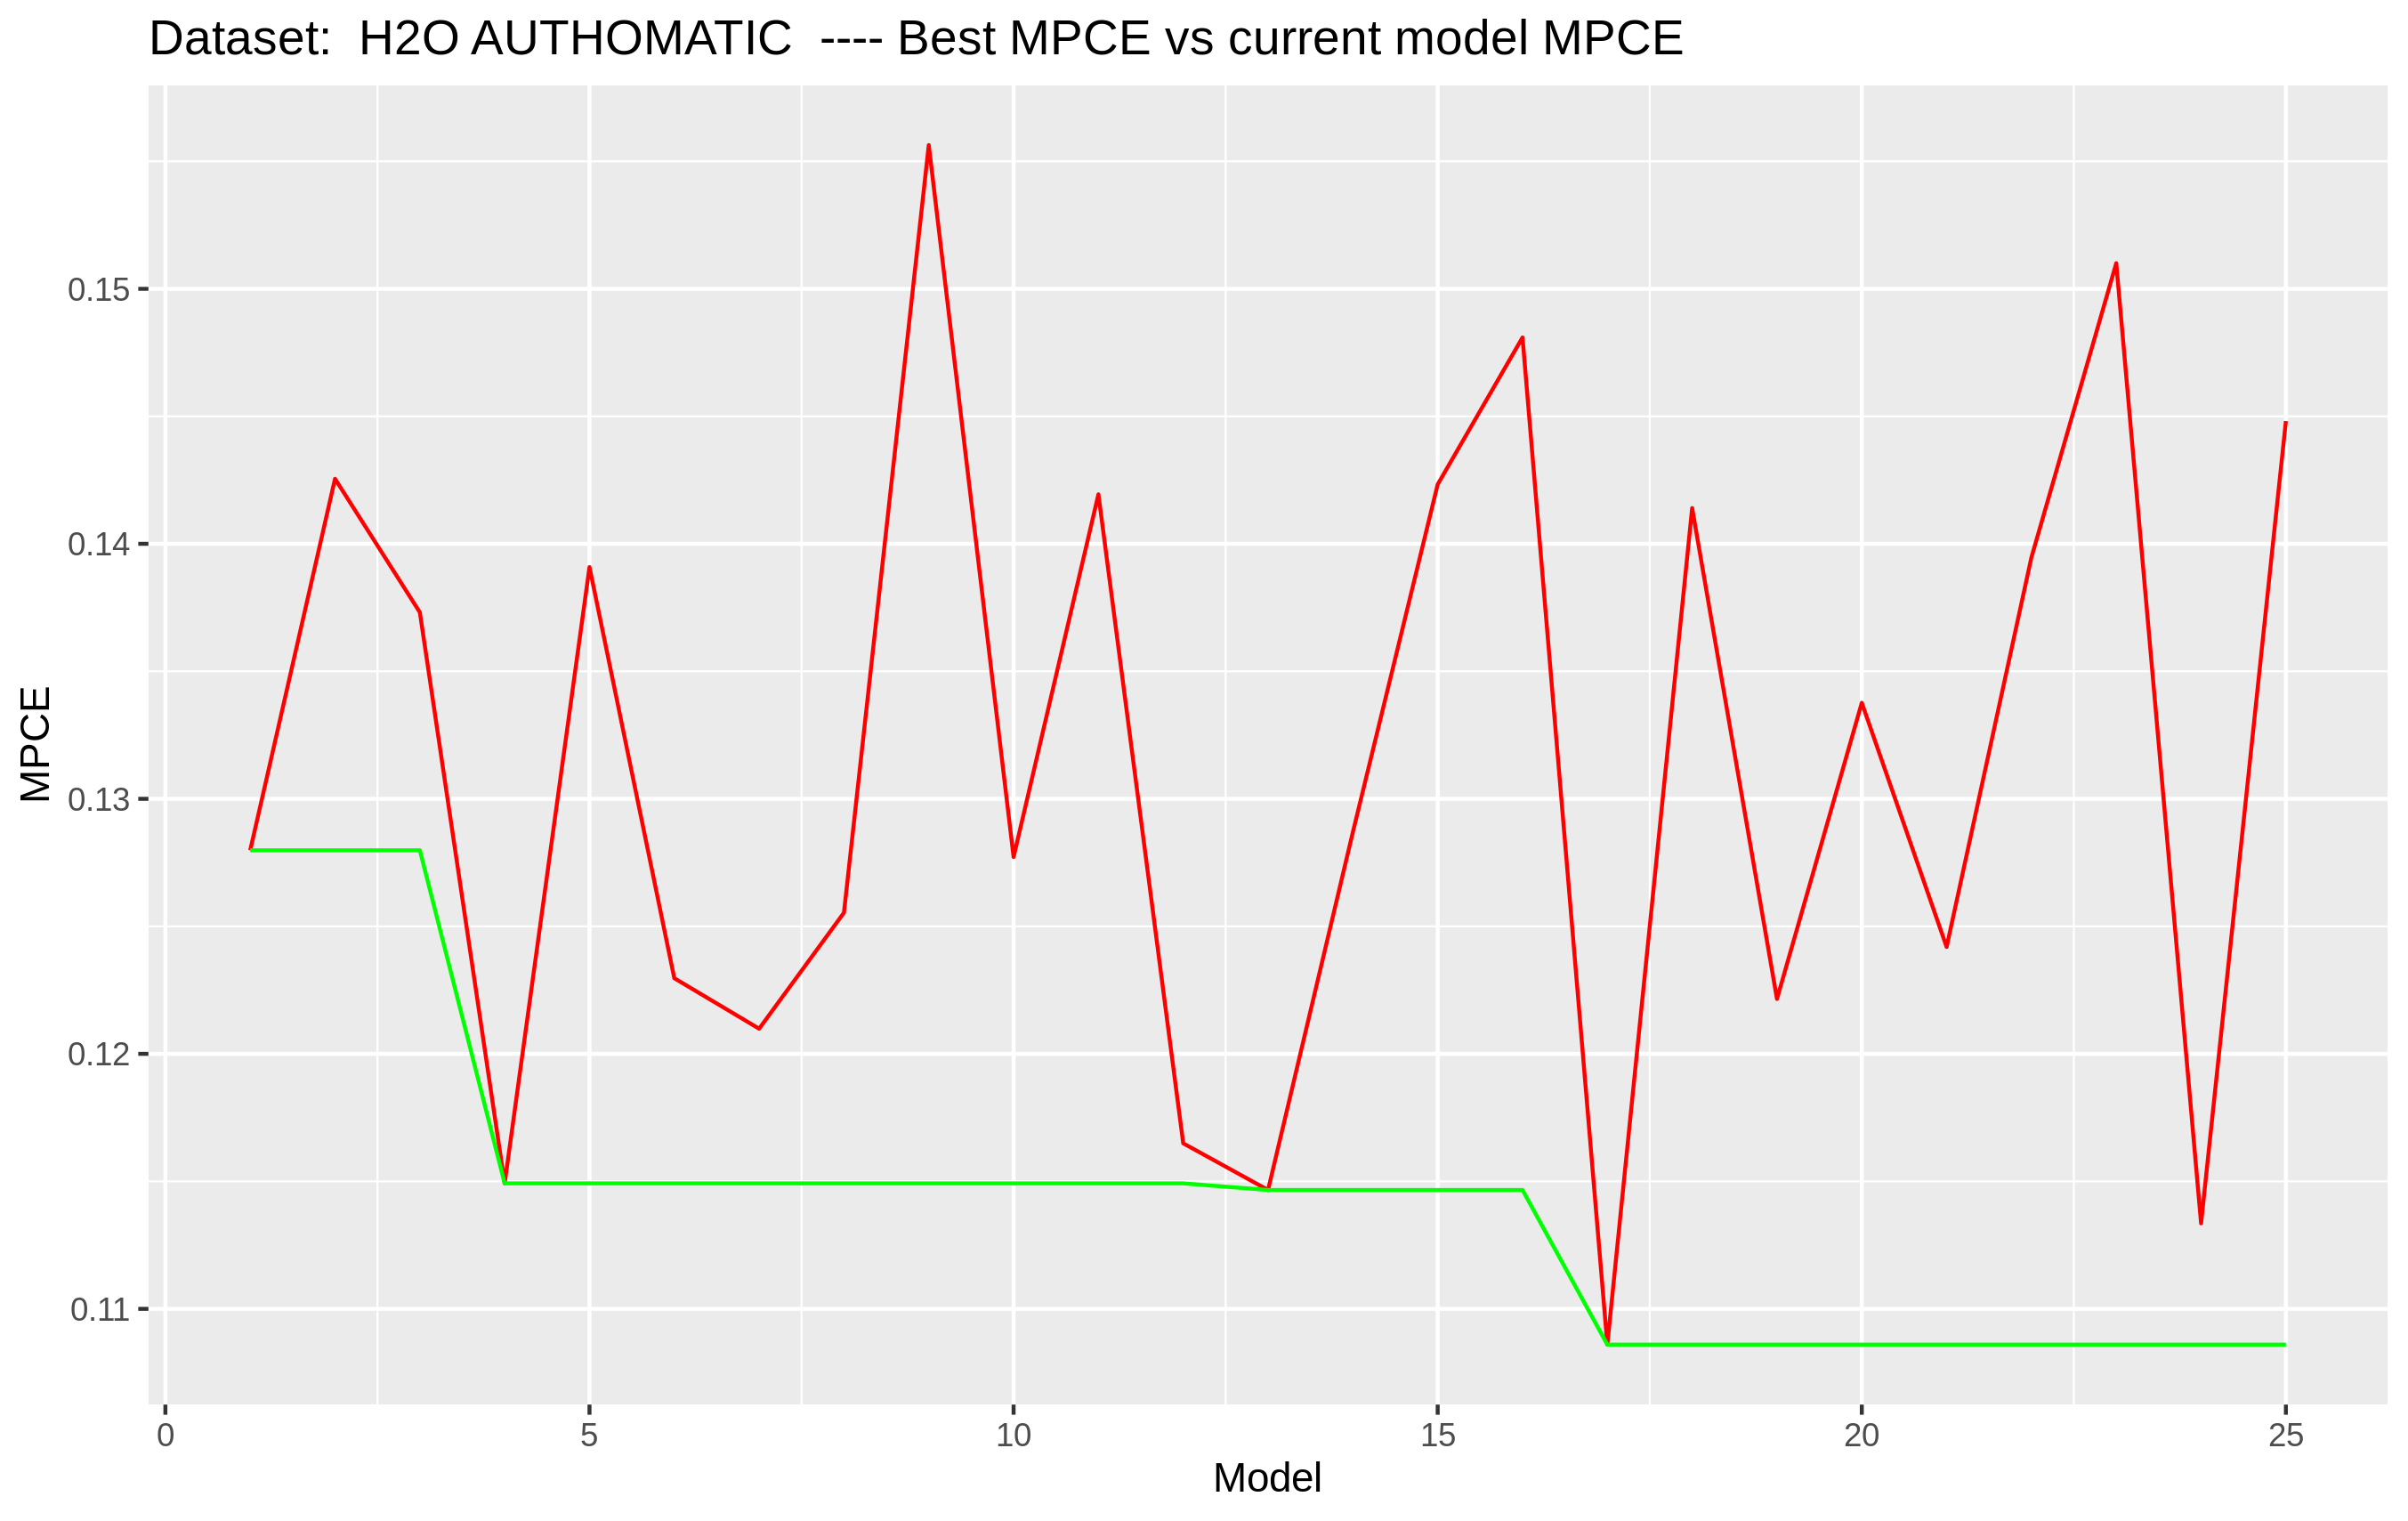 Dataset:  H2O AUTHOMATIC  ---- Best MPCE vs current model MPCE
MPCE
0.15
0.14
0.13
0.12
0.11
0 5 10 15 20 25
Model